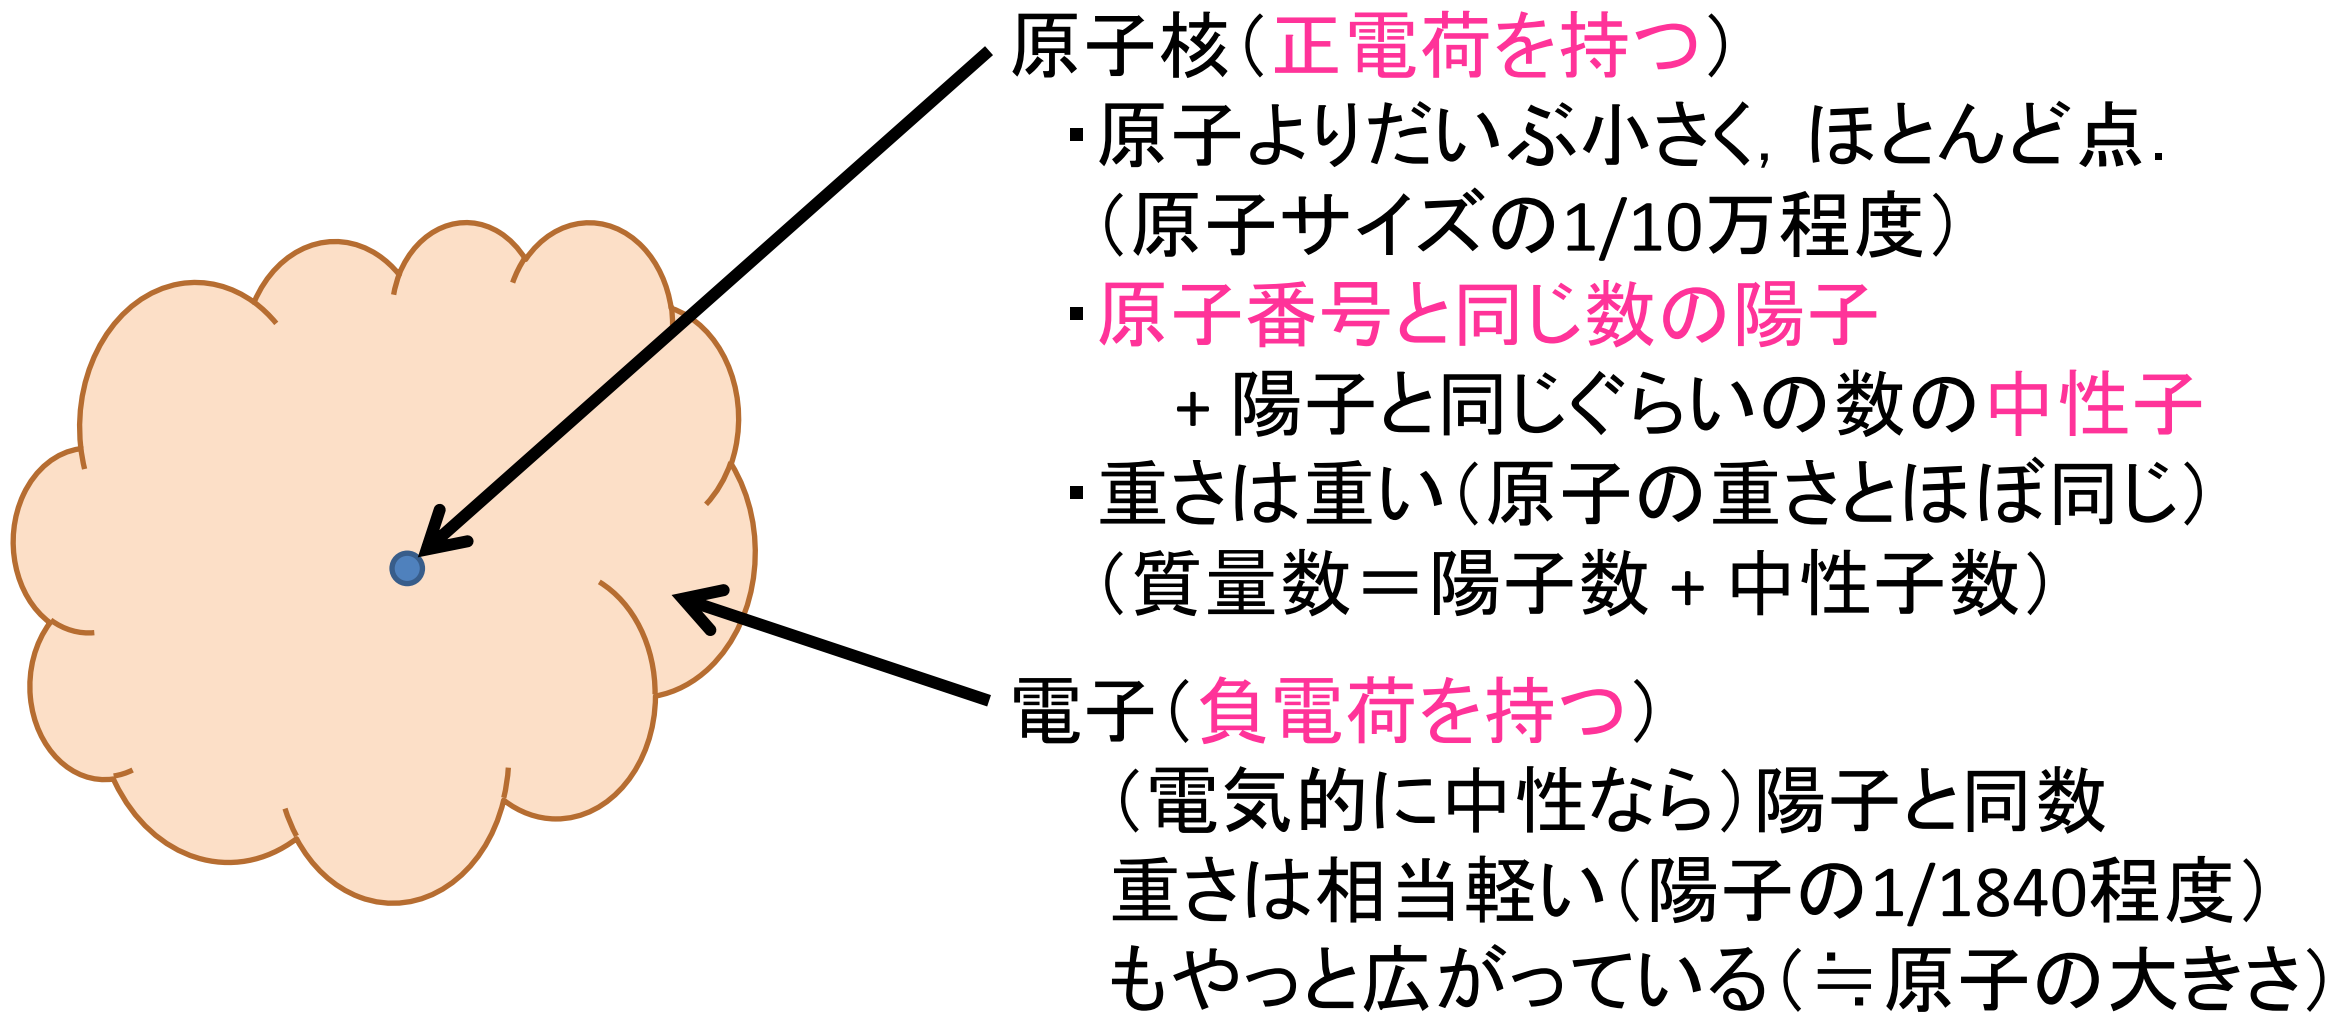 原子核（正電荷を持つ）
・原子よりだいぶ小さく，ほとんど点．
（原子サイズの1/10万程度）
・原子番号と同じ数の陽子
+ 陽子と同じぐらいの数の中性子
・重さは重い（原子の重さとほぼ同じ）
（質量数＝陽子数 + 中性子数）
電子（負電荷を持つ）
（電気的に中性なら）陽子と同数
重さは相当軽い（陽子の1/1840程度）
もやっと広がっている（≒原子の大きさ）